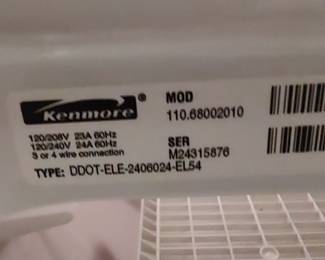 Kenmore®
MOD
110.68002010
120/208V 23A 60Hz
120/240V 24A 60Hz
3 or 4 wire connection
SER
M24315876
TYPE: DDOT-ELE-2406024-EL54